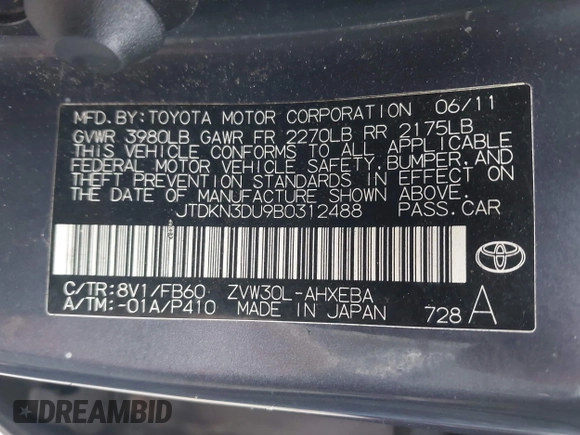 MFD.BY:TOYOTA MOTOR CORPORATION 06/11
GVWR 3980LB GAWR FR 2270LB RR 2175LB
THIS VEHICLE CONFORMS TO ALL APPLICABLE
FEDERAL MOTOR VEHICLE SAFETY,BUMPER,AND
THEFT PREVENTION STANDARDS IN EFFECT ON
THE DATE OF MANUFACTURE SHOWN ABOVE.
JTDKN3DU9B0312488 PASS.CAR
C/TR:8V1/FB60 ZVW30L-AHXEBA
A/TM:-01A/P410 MADE IN JAPAN 728 A
DREAMBID